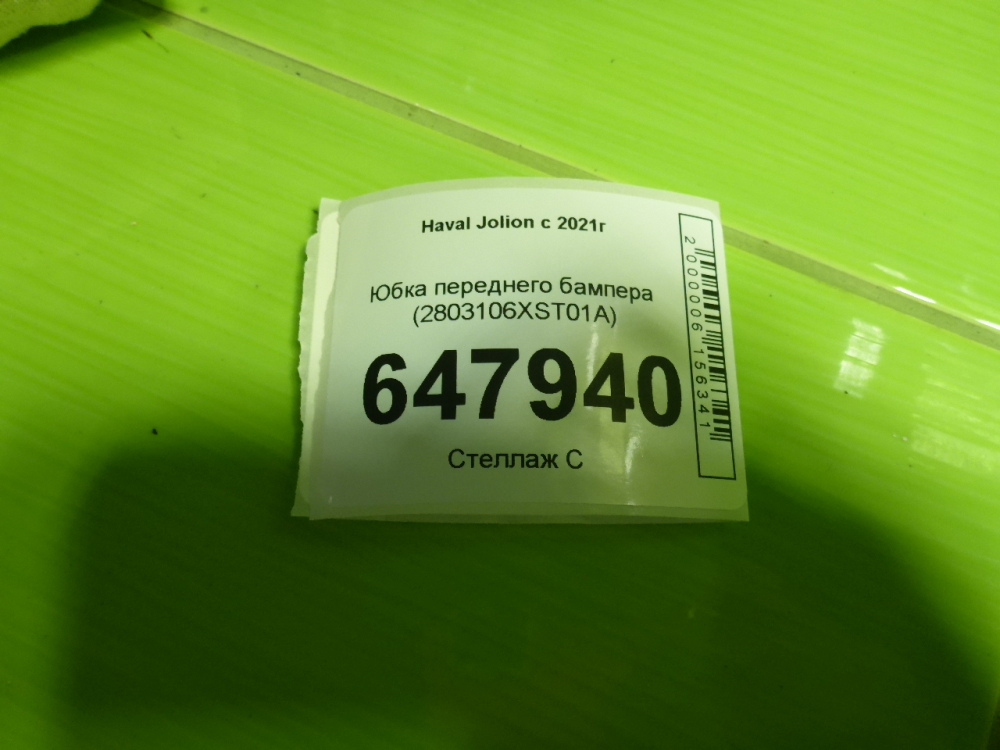 Haval Jolion с 2021г
Юбка переднего бампера
(2803106XST01A)
647940
Стеллаж С
2000006156341